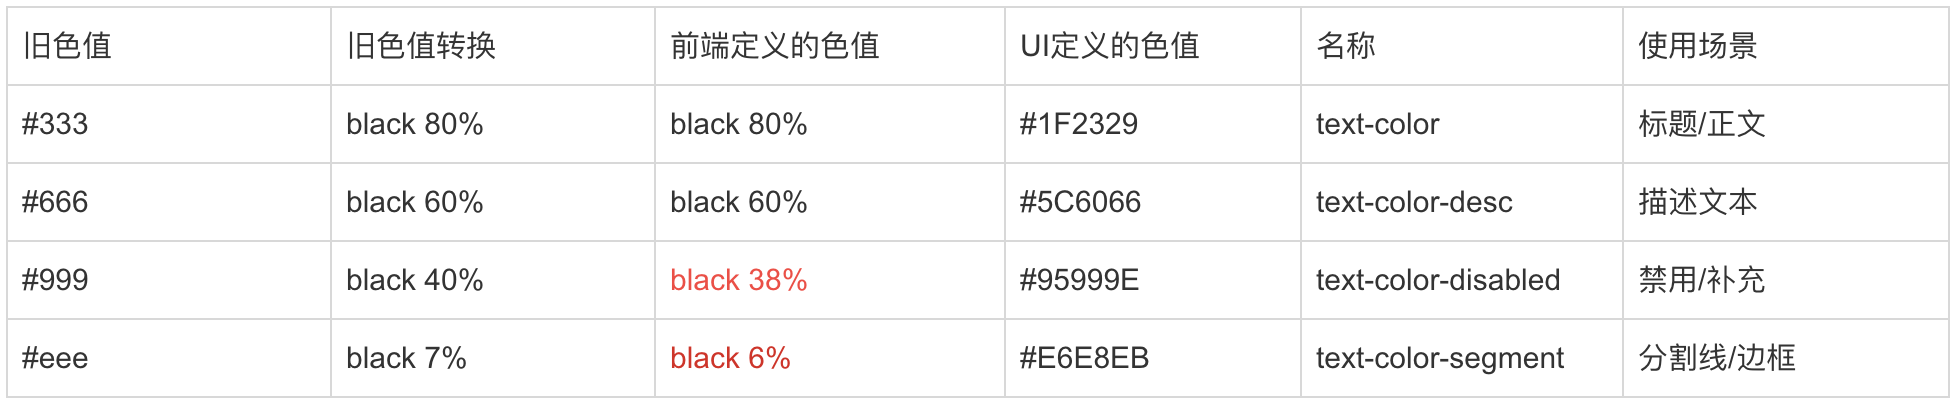 旧色值 旧色值转换 前端定义的色值 UI定义的色值 名称 使用场景
#333 black 80% black 80% #1F2329 text-color 标题/正文
#666 black 60% black 60% #5C6066 text-color-desc 描述文本
#999 black 40% black 38% #95999E text-color-disabled 禁用/补充
#eee black 7% black 6% #E6E8EB text-color-segment 分割线/边框